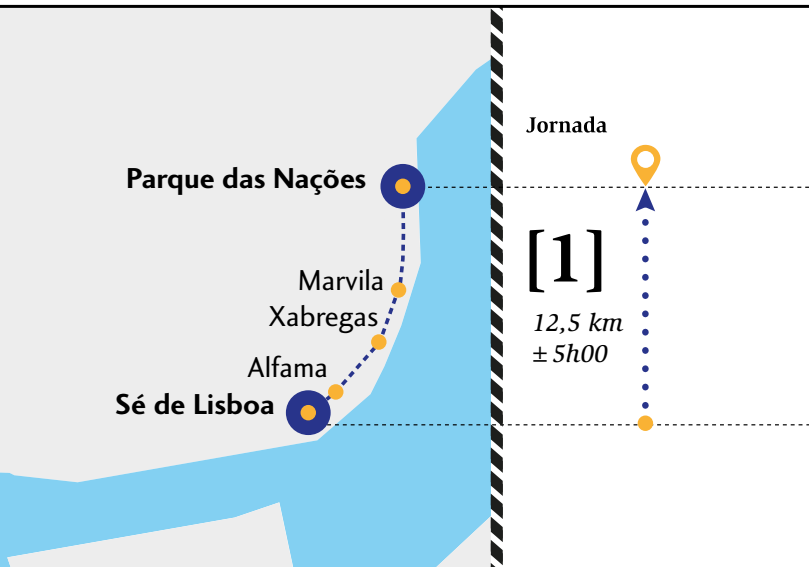 Jornada
Parque das Nações
[1]
Marvila
Xabregas
12,5 km
± 5h00
Alfama
Sé de Lisboa